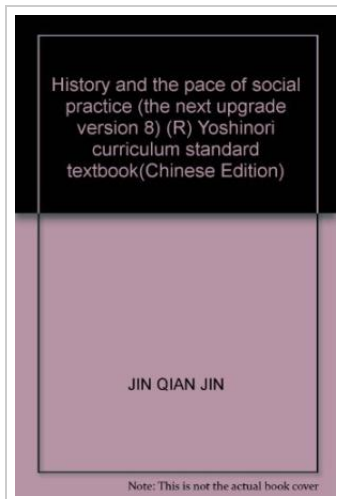 History and the pace of social
practice (the next upgrade
version 8) (R) Yoshinori
curriculum standard
textbook(Chinese Edition)
JIN QIAN JIN
Note: This is not the actual book cover